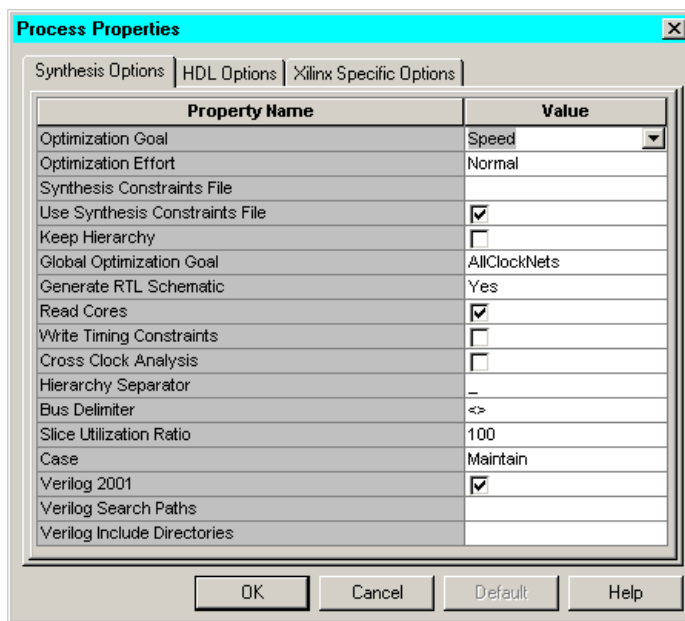 Process Properties
Synthesis Options HDL Options Xilinx Specific Options
Property Name Value
Optimization Goal Speed
Optimization Effort Normal
Synthesis Constraints File
Use Synthesis Constraints File
Keep Hierarchy
Global Optimization Goal AllClockNets
Generate RTL Schematic Yes
Read Cores
Write Timing Constraints
Cross Clock Analysis
Hierarchy Separator _
Bus Delimiter <>
Slice Utilization Ratio 100
Case Maintain
Verilog 2001
Verilog Search Paths
Verilog Include Directories
OK Cancel Default Help